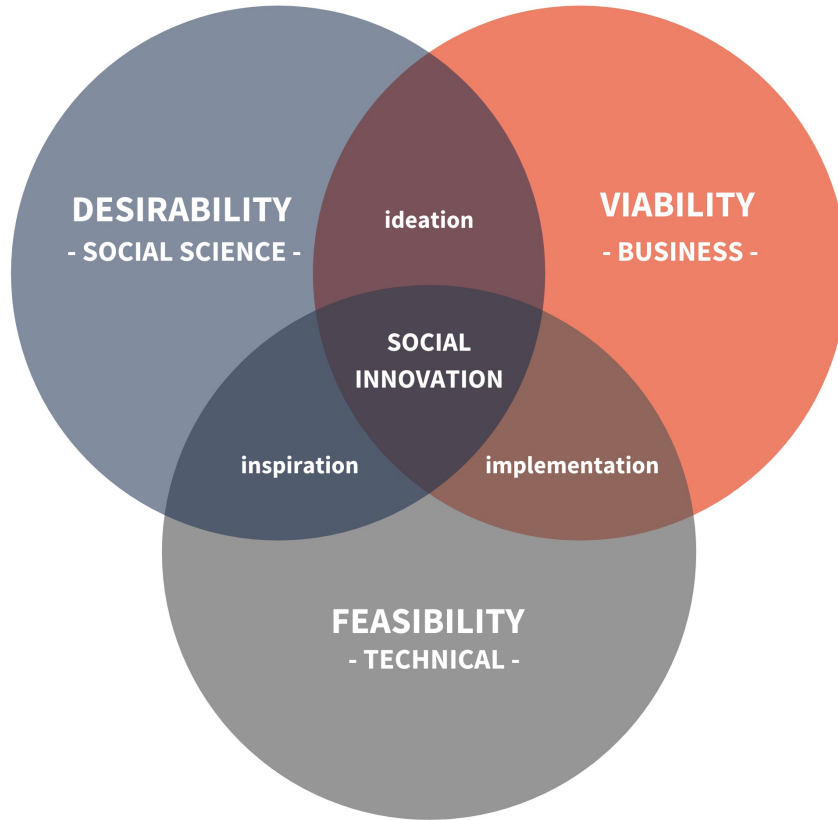 DESIRABILITY
- SOCIAL SCIENCE -
ideation
VIABILITY
- BUSINESS -
SOCIAL
INNOVATION
inspiration
implementation
FEASIBILITY
- TECHNICAL -